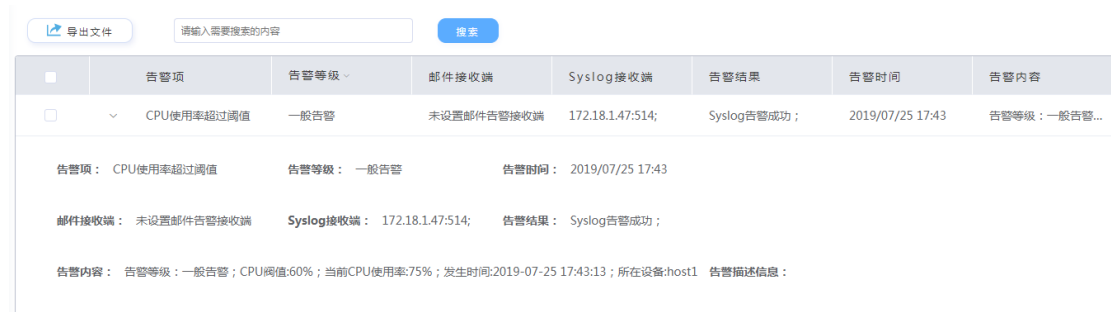 导出文件 请输入需要搜索的内容 搜索
告警项 告警等级 邮件接收端 Syslog接收端 告警结果 告警时间 告警内容
CPU使用率超过阈值 一般告警 未设置邮件告警接收端 172.18.1.47:514; Syslog告警成功； 2019/07/25 17:43 告警等级：一般告警...
告警项： CPU使用率超过阈值 告警等级： 一般告警 告警时间： 2019/07/25 17:43
邮件接收端： 未设置邮件告警接收端 Syslog接收端： 172.18.1.47:514; 告警结果： Syslog告警成功；
告警内容： 告警等级：一般告警；CPU阀值:60%；当前CPU使用率:75%；发生时间:2019-07-25 17:43:13；所在设备:host1 告警描述信息：